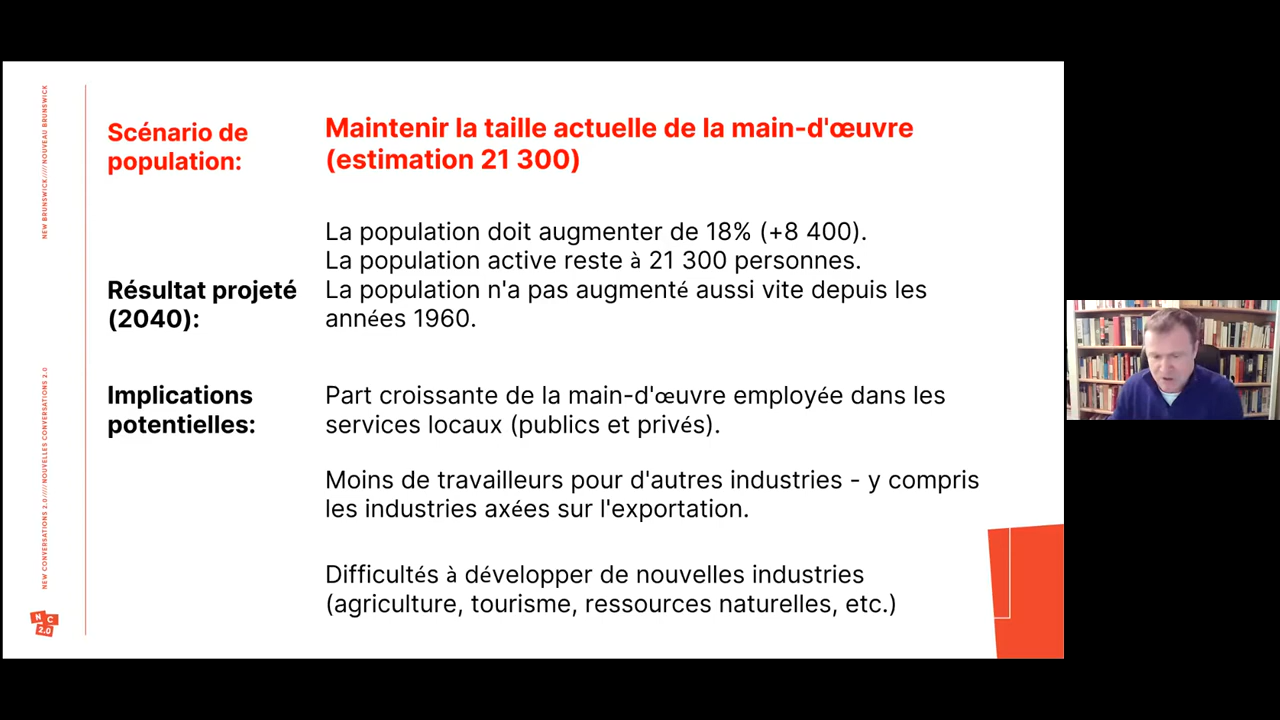 Scénario de
population:
Maintenir la taille actuelle de la main-d'œuvre
(estimation 21 300)
La population doit augmenter de 18% (+8 400).
La population active reste à 21 300 personnes.
Résultat projeté
(2040):
La population n'a pas augmenté aussi vite depuis les
années 1960.
Implications
potentielles:
Part croissante de la main-d'œuvre employée dans les
services locaux (publics et privés).
Moins de travailleurs pour d'autres industries - y compris
les industries axées sur l'exportation.
Difficultés à développer de nouvelles industries
(agriculture, tourisme, ressources naturelles, etc.)
NEW BRUNSWICK////NOUVEAU BRUNSWICK
NEW CONVERSATIONS 2.0////NOUVELLES CONVERSATIONS 2.0
N C
2.0